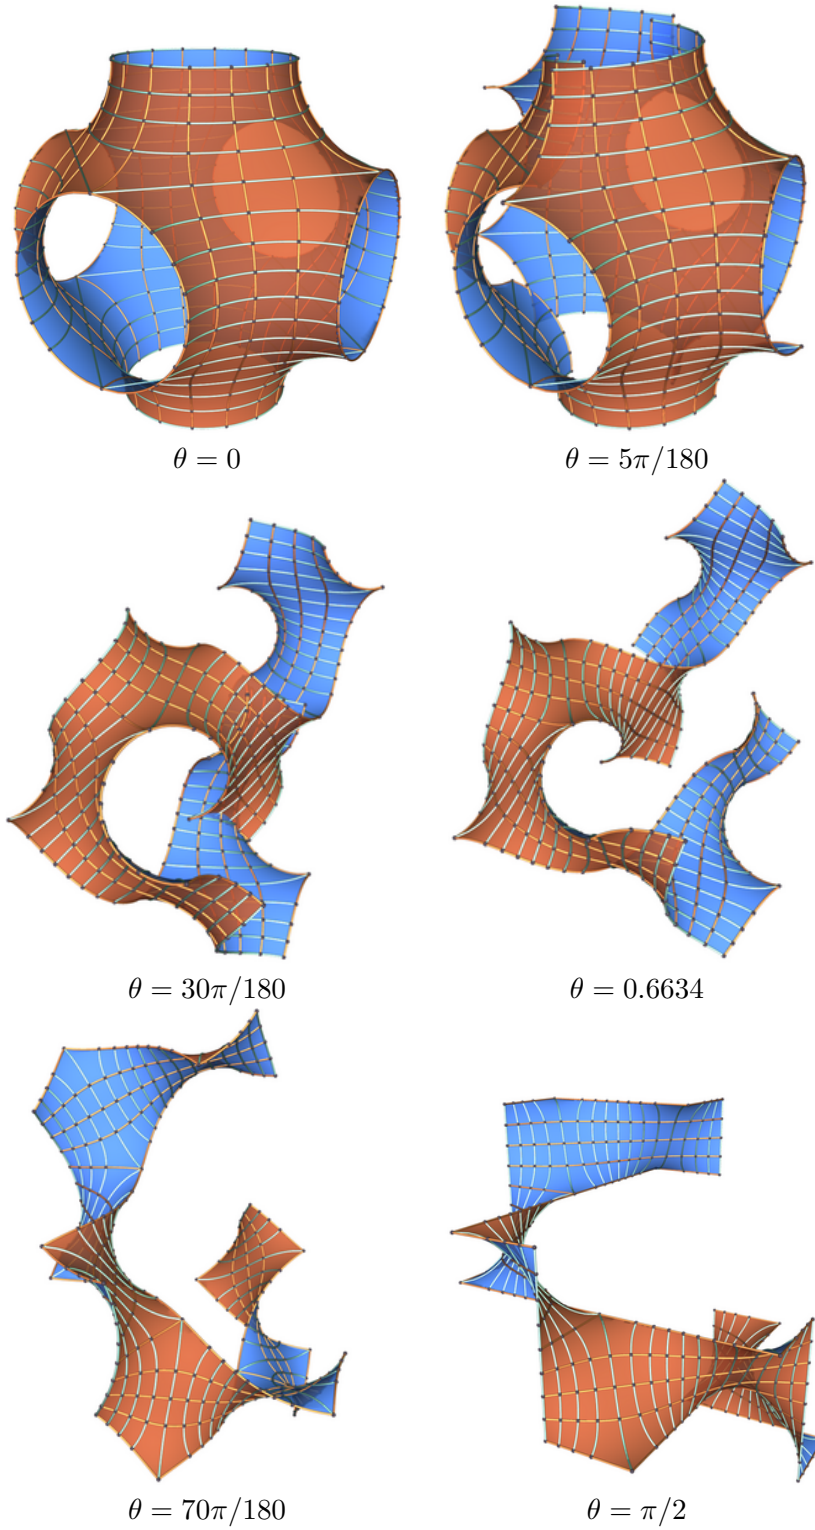 θ = 0
θ = 5π/180
θ = 30π/180
θ = 0.6634
θ = 70π/180
θ = π/2